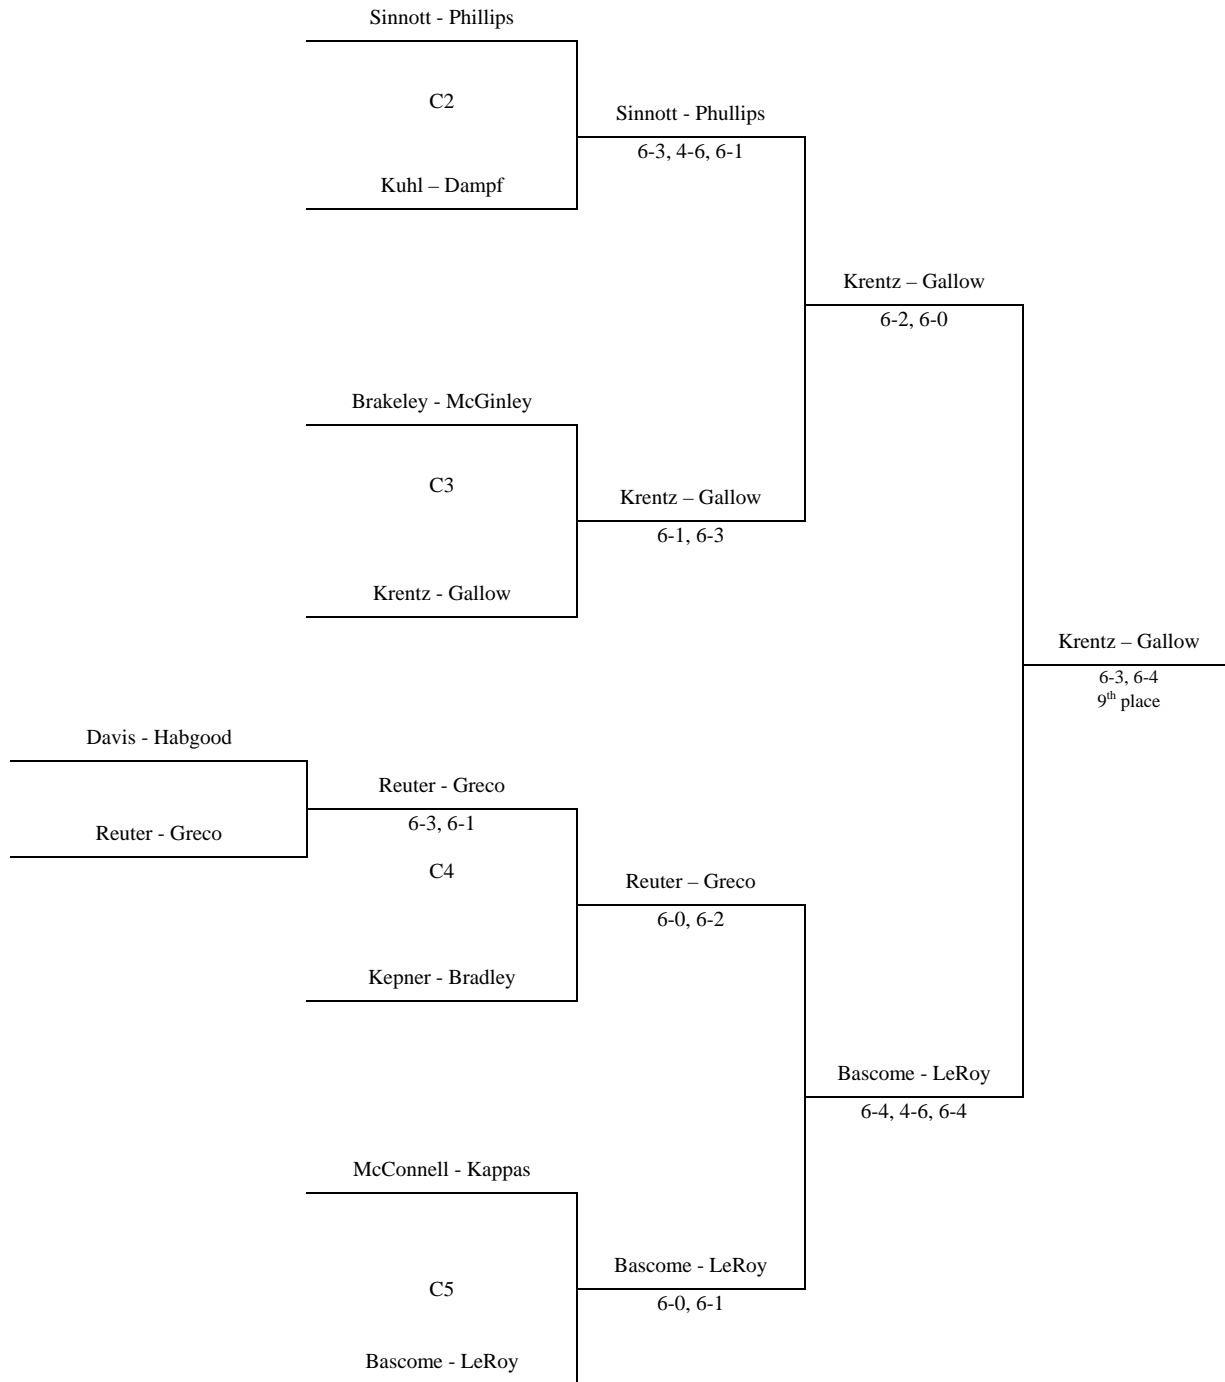 Sinnott - Phillips
C2
Sinnott - Phullips
6-3, 4-6, 6-1
Kuhl – Dampf
Krentz – Gallow
6-2, 6-0
Brakeley - McGinley
C3
Krentz – Gallow
6-1, 6-3
Krentz - Gallow
Krentz – Gallow
6-3, 6-4
9th place
Davis - Habgood
Reuter - Greco
6-3, 6-1
Reuter - Greco
C4
Reuter – Greco
6-0, 6-2
Kepner - Bradley
Bascome - LeRoy
6-4, 4-6, 6-4
McConnell - Kappas
Bascome - LeRoy
C5
6-0, 6-1
Bascome - LeRoy